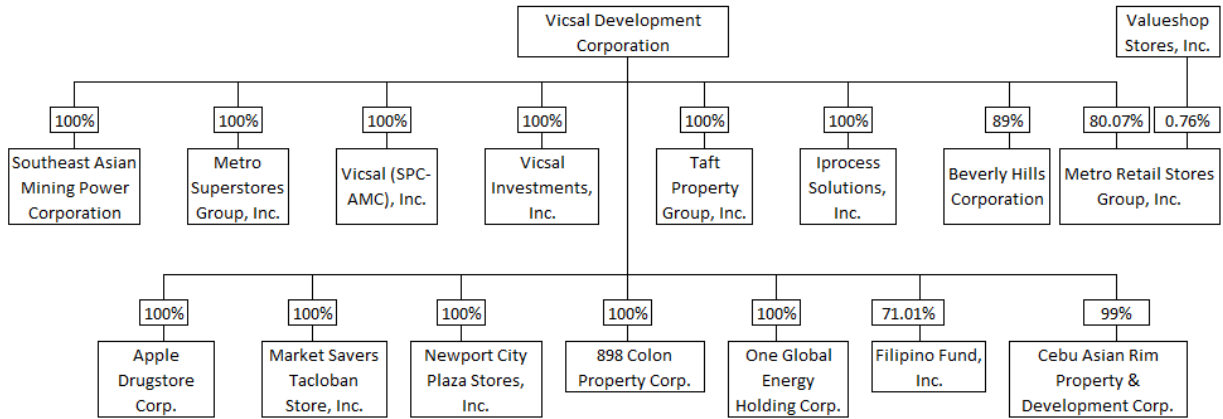 Vicsal Development
Corporation
Valueshop
Stores, Inc.
100%
100%
100%
100%
100%
100%
89%
80.07%
0.76%
Southeast Asian
Mining Power
Corporation
Metro
Superstores
Group, Inc.
Vicsal (SPC-
AMC), Inc.
Vicsal
Investments,
Inc.
Taft
Property
Group, Inc.
Iprocess
Solutions,
Inc.
Beverly Hills
Corporation
Metro Retail Stores
Group, Inc.
100%
100%
100%
100%
100%
71.01%
99%
Apple
Drugstore
Corp.
Market Savers
Tacloban
Store, Inc.
Newport City
Plaza Stores,
Inc.
898 Colon
Property Corp.
One Global
Energy
Holding Corp.
Filipino Fund,
Inc.
Cebu Asian Rim
Property &
Development Corp.